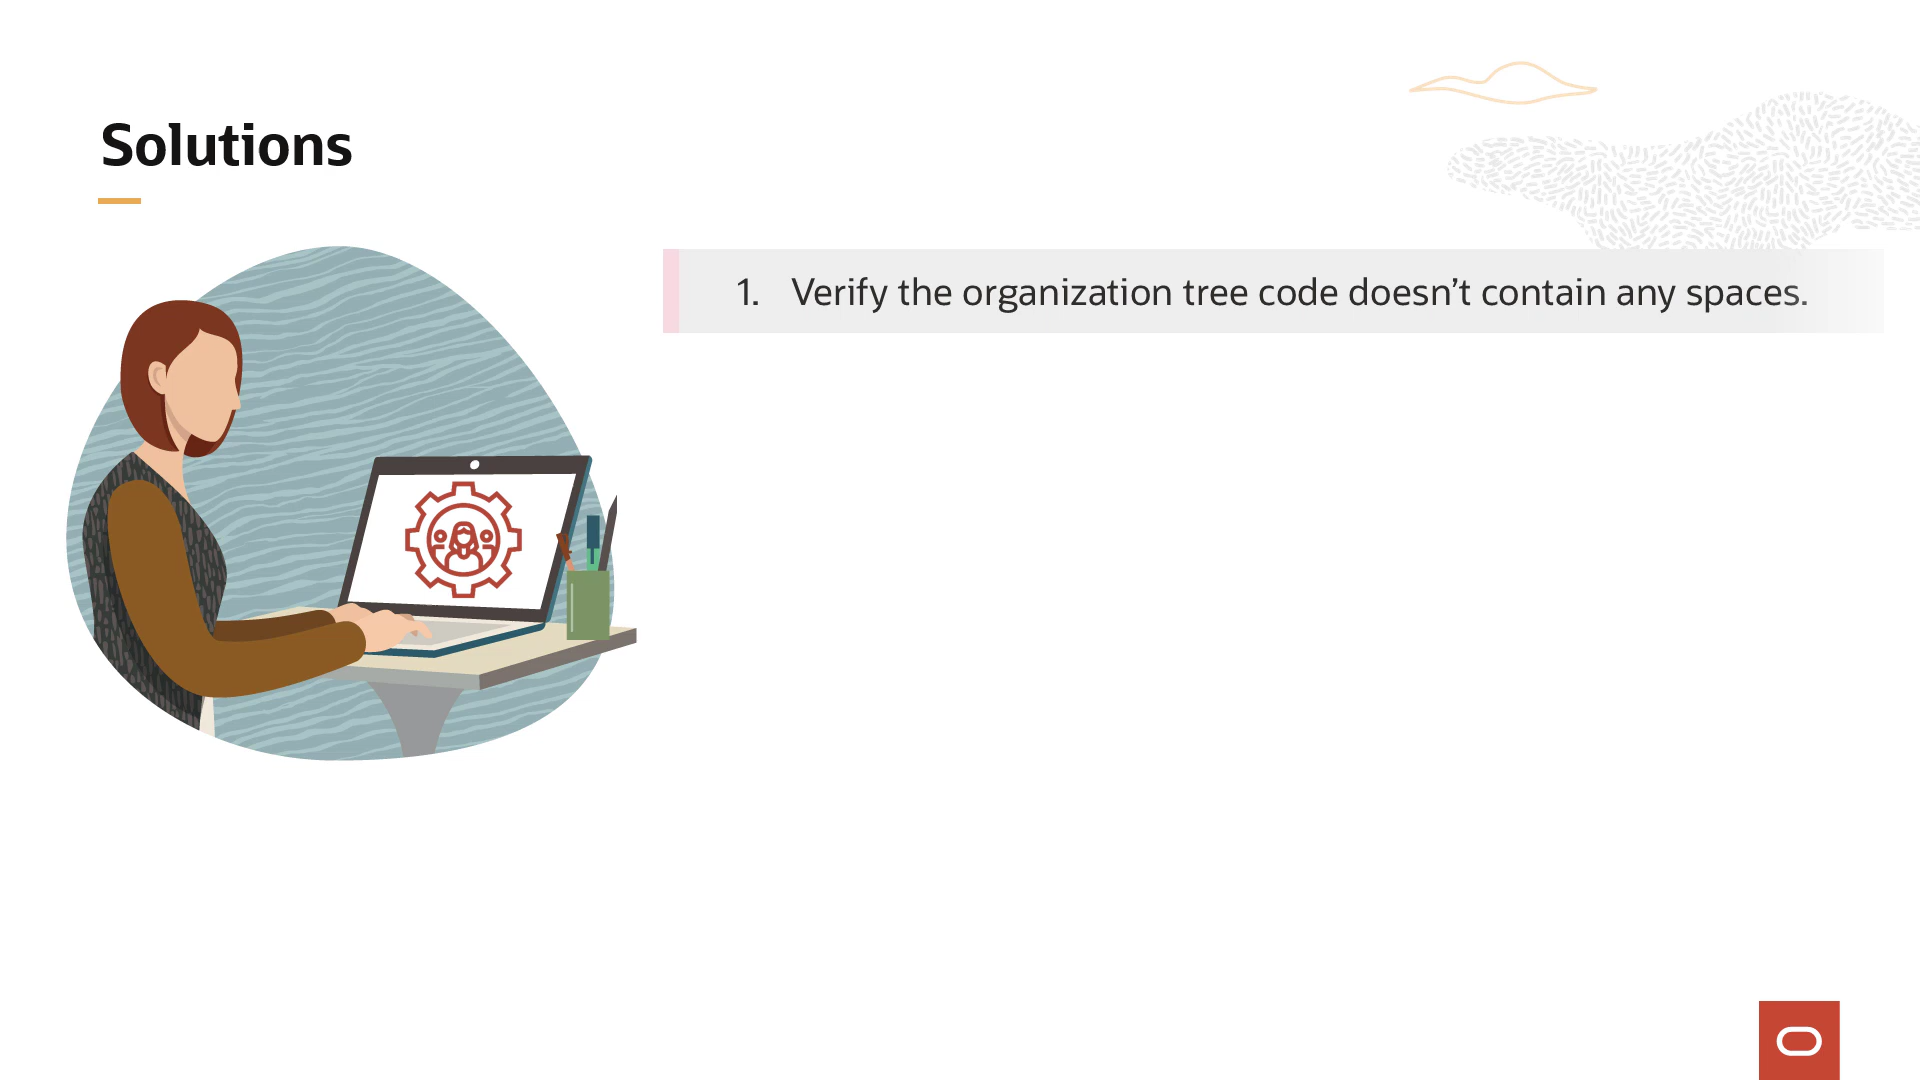 Solutions
1. Verify the organization tree code doesn’t contain any spaces.